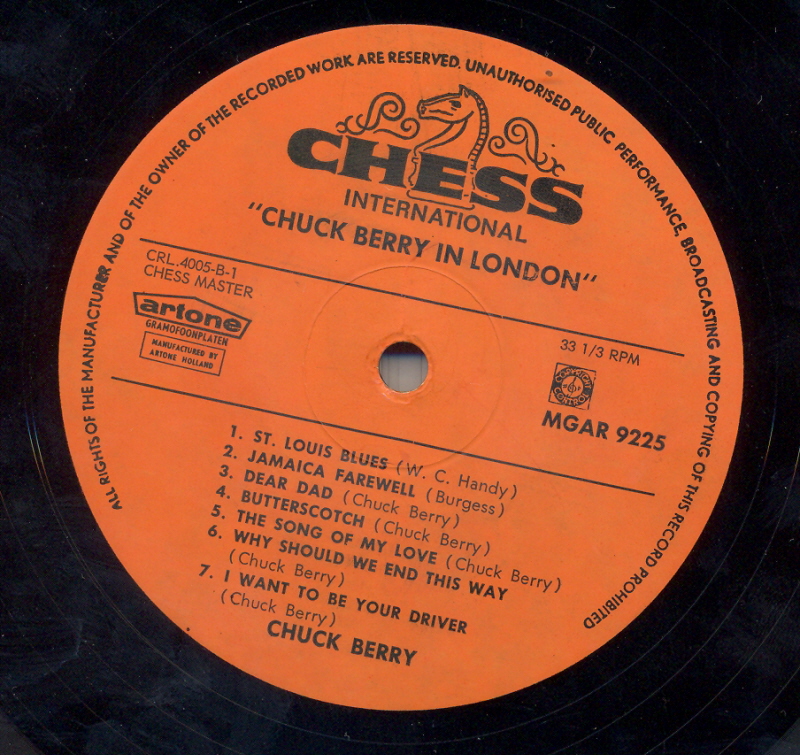 ALL RIGHTS OF THE MANUFACTURER AND OF THE OWNER OF THE RECORDED WORK ARE RESERVED. UNAUTHORISED PUBLIC PERFORMANCE, BROADCASTING AND COPYING OF THIS RECORD PROHIBITED
CHESS
INTERNATIONAL
"CHUCK BERRY IN LONDON"
CRL.4005-B-1
CHESS MASTER
artone
GRAMOFOONPLATEN
MANUFACTURED BY
ARTONE HOLLAND
33 1/3 RPM
COPYRIGHT CONTROL
MGAR 9225
1. ST. LOUIS BLUES (W. C. Handy)
2. JAMAICA FAREWELL (Burgess)
3. DEAR DAD (Chuck Berry)
4. BUTTERSCOTCH (Chuck Berry)
5. THE SONG OF MY LOVE (Chuck Berry)
6. WHY SHOULD WE END THIS WAY
(Chuck Berry)
7. I WANT TO BE YOUR DRIVER
(Chuck Berry)
CHUCK BERRY